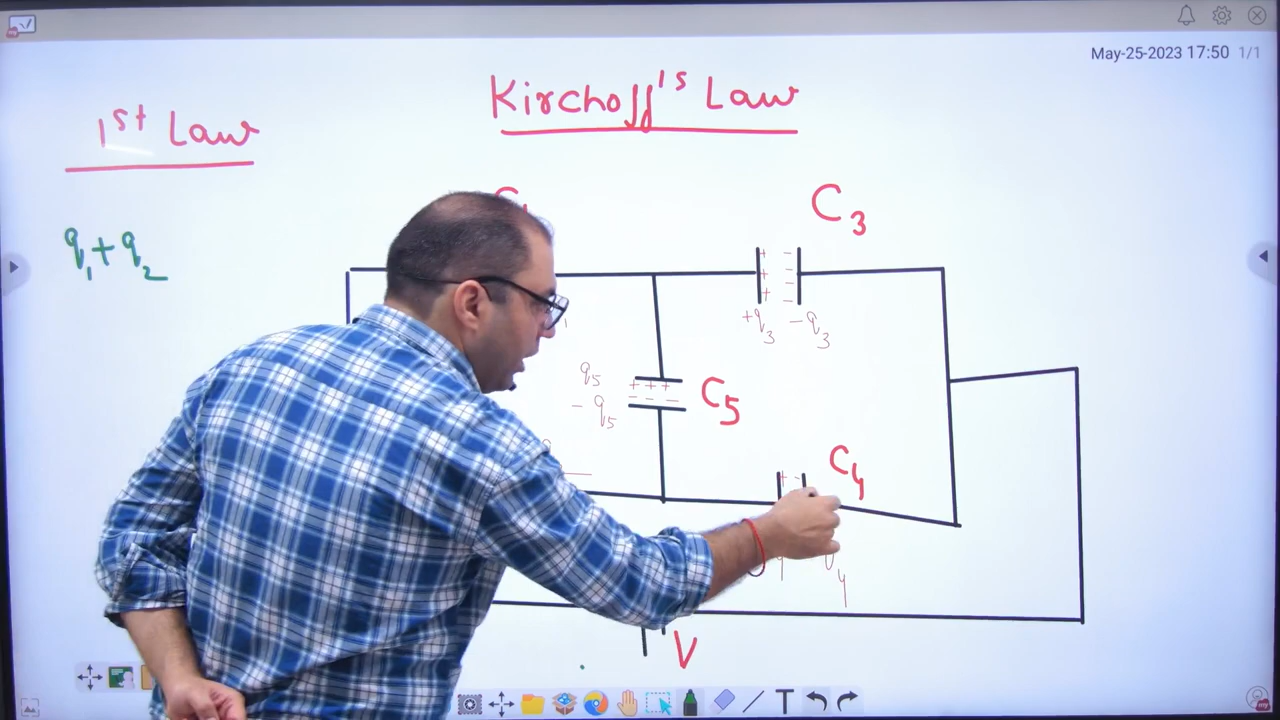 May-25-2023 17:50 1/1
Kirchoff's Law
1st Law
q1+q2
C3
+q3 -q3
q5
-q5
C5
C4
V